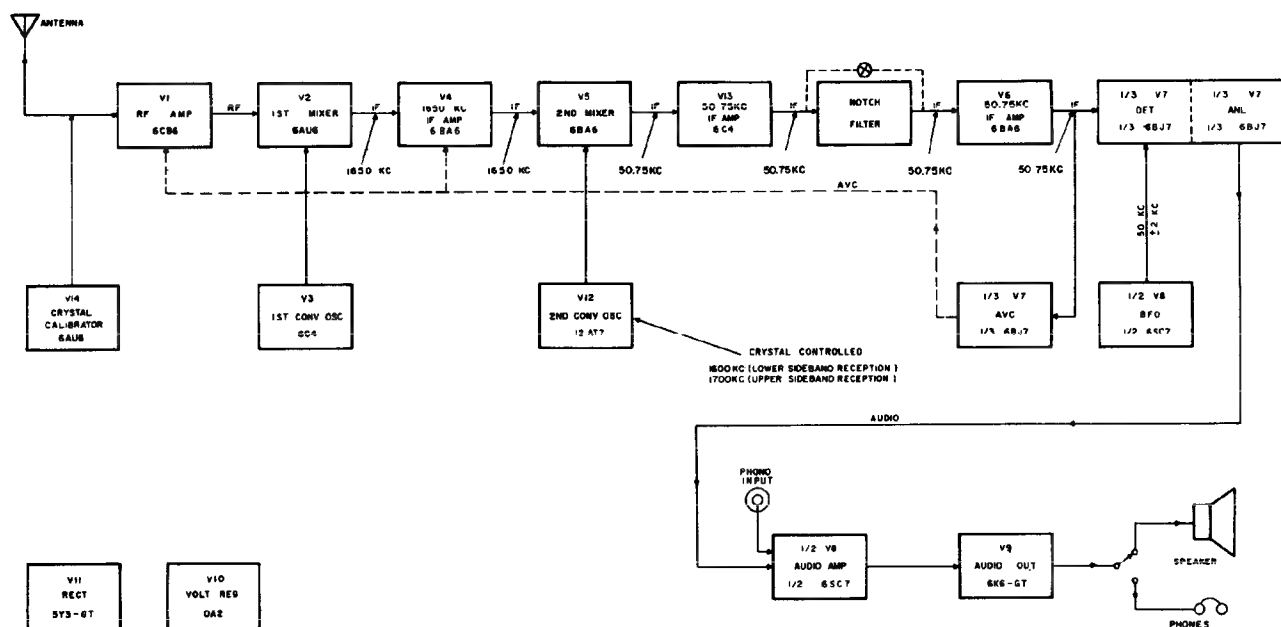 ANTENNA
V1
RF AMP
6CB6
RF
V2
1ST MIXER
6AU6
IF
1650 KC
V4
1650 KC
IF AMP
6BA6
IF
1650 KC
V5
2ND MIXER
6BA6
IF
50.75KC
V13
50.75KC
IF AMP
6C4
IF
50.75KC
NOTCH
FILTER
IF
50.75KC
V6
50.75KC
IF AMP
6BA6
IF
50.75KC
1/3 V7
DET
1/3 6BJ7
1/3 V7
ANL
1/3 6BJ7
AVC
50 KC
±2 KC
V14
CRYSTAL
CALIBRATOR
6AU6
V3
1ST CONV OSC
6C4
V12
2ND CONV OSC
12AT7
1/3 V7
AVC
1/3 6BJ7
1/2 V8
BFO
1/2 6SC7
CRYSTAL CONTROLLED
1600KC (LOWER SIDEBAND RECEPTION)
1700KC (UPPER SIDEBAND RECEPTION)
AUDIO
PHONO
INPUT
1/2 V8
AUDIO AMP
1/2 6SC7
V9
AUDIO OUT
6K6-GT
SPEAKER
PHONES
V11
RECT
5Y3-GT
V10
VOLT REG
OA2